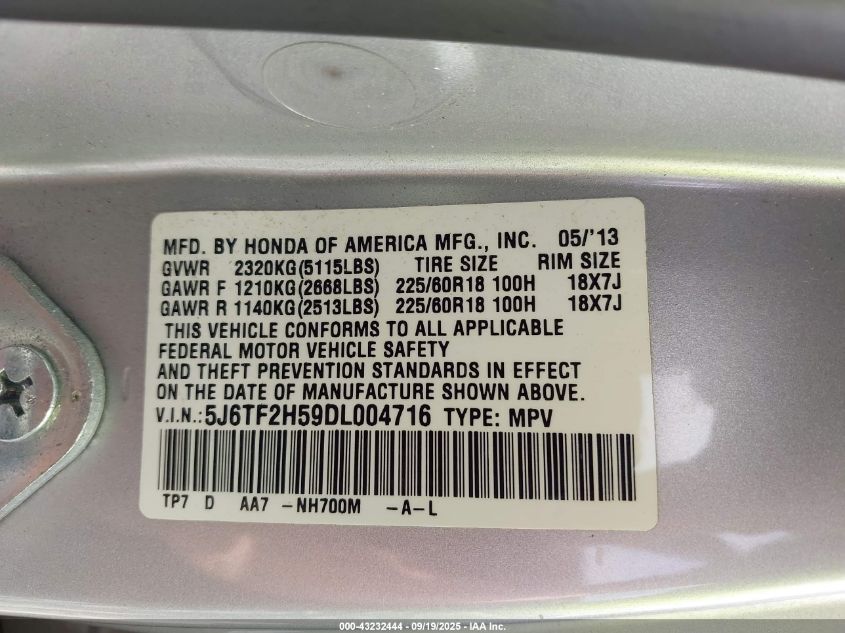 MFD. BY HONDA OF AMERICA MFG., INC. 05/'13
GVWR 2320KG(5115LBS) TIRE SIZE RIM SIZE
GAWR F 1210KG(2668LBS) 225/60R18 100H 18X7J
GAWR R 1140KG(2513LBS) 225/60R18 100H 18X7J
THIS VEHICLE CONFORMS TO ALL APPLICABLE
FEDERAL MOTOR VEHICLE SAFETY
AND THEFT PREVENTION STANDARDS IN EFFECT
ON THE DATE OF MANUFACTURE SHOWN ABOVE.
V.I.N.:5J6TF2H59DL004716 TYPE: MPV
TP7 D AA7 -NH700M -A-L
000-43232444 - 09/19/2025 - IAA Inc.